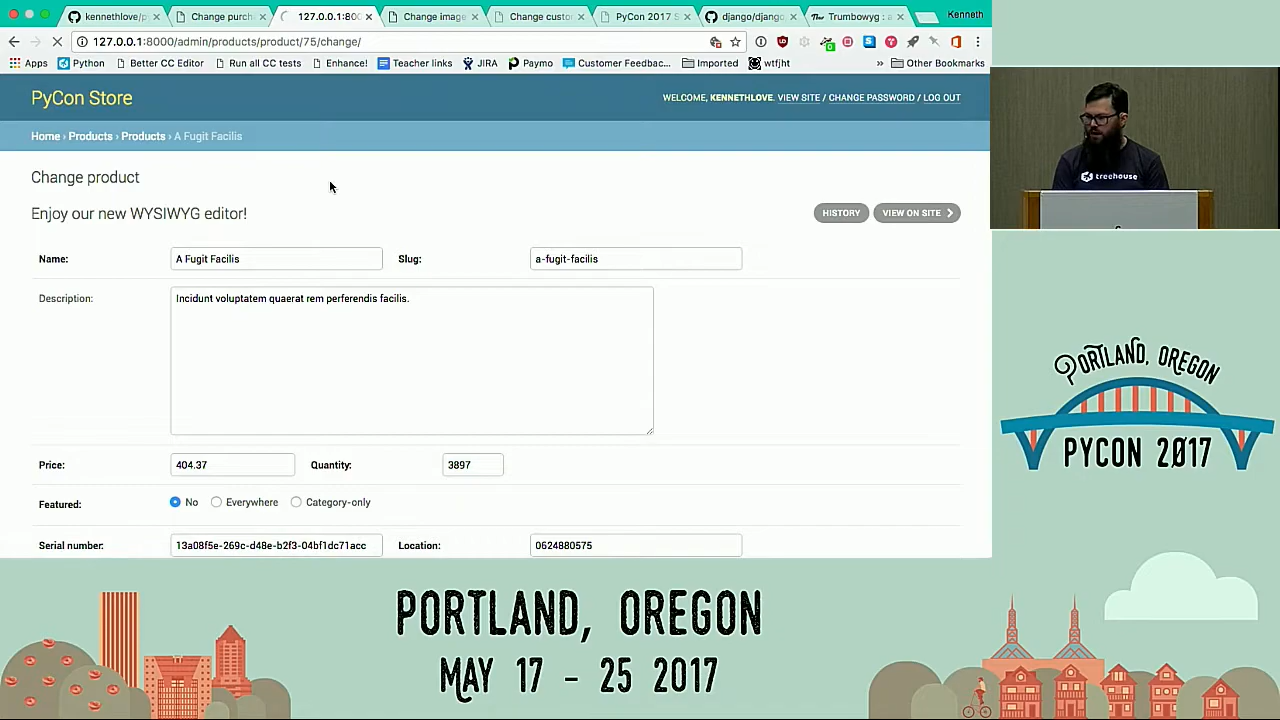 kennethlove/p
Change purch
127.0.0.1:800
Change image
Change custo
PyCon 2017 S
django/django
Trumbowyg : a
Kenneth
127.0.0.1:8000/admin/products/product/75/change/
Apps
Python
Better CC Editor
Run all CC tests
Enhance!
Teacher links
JIRA
Paymo
Customer Feedbac...
Imported
wtfjht
»
Other Bookmarks
PyCon Store
WELCOME, KENNETHLOVE. VIEW SITE / CHANGE PASSWORD / LOG OUT
Home › Products › Products › A Fugit Facilis
Change product
Enjoy our new WYSIWYG editor!
HISTORY
VIEW ON SITE
Name: A Fugit Facilis Slug: a-fugit-facilis
Description: Incidunt voluptatem quaerat rem perferendis facilis.
Price: 404.37 Quantity: 3897
Featured: No Everywhere Category-only
Serial number: 13a08f5e-269c-d48e-b2f3-04bf1dc71acc Location: 0624880575
treehouse
PORTLAND, OREGON
PYCON 2017
PORTLAND, OREGON
MAY 17 - 25 2017